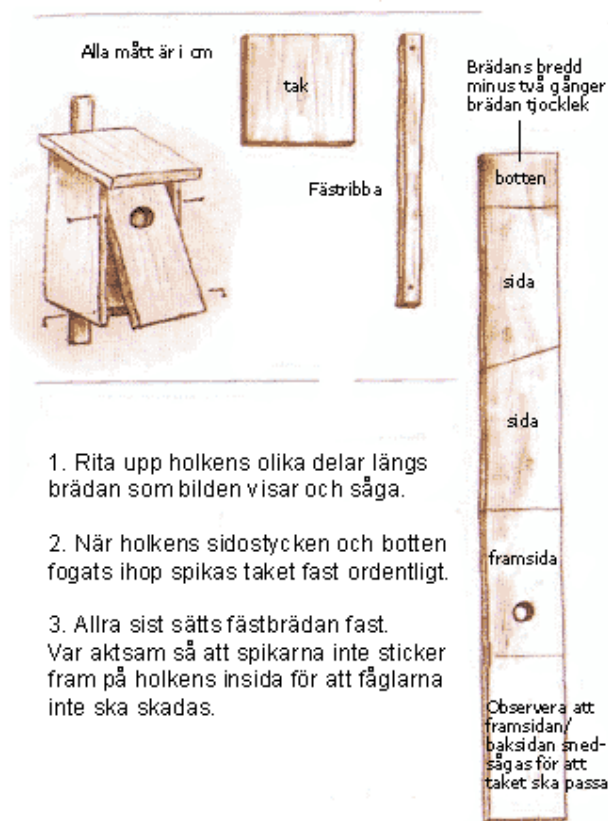 Alla mått är i cm
tak
Fästribba
Brädans bredd
minus två gånger
brädan tjocklek
botten
sida
sida
framsida
Observera att
framsidan/
baksidan sned-
sågas för att
taket ska passa
1. Rita upp holkens olika delar längs
brädan som bilden visar och såga.
2. När holkens sidostycken och botten
fogats ihop spikas taket fast ordentligt.
3. Allra sist sätts fästbrädan fast.
Var aktsam så att spikarna inte sticker
fram på holkens insida för att fåglarna
inte ska skadas.